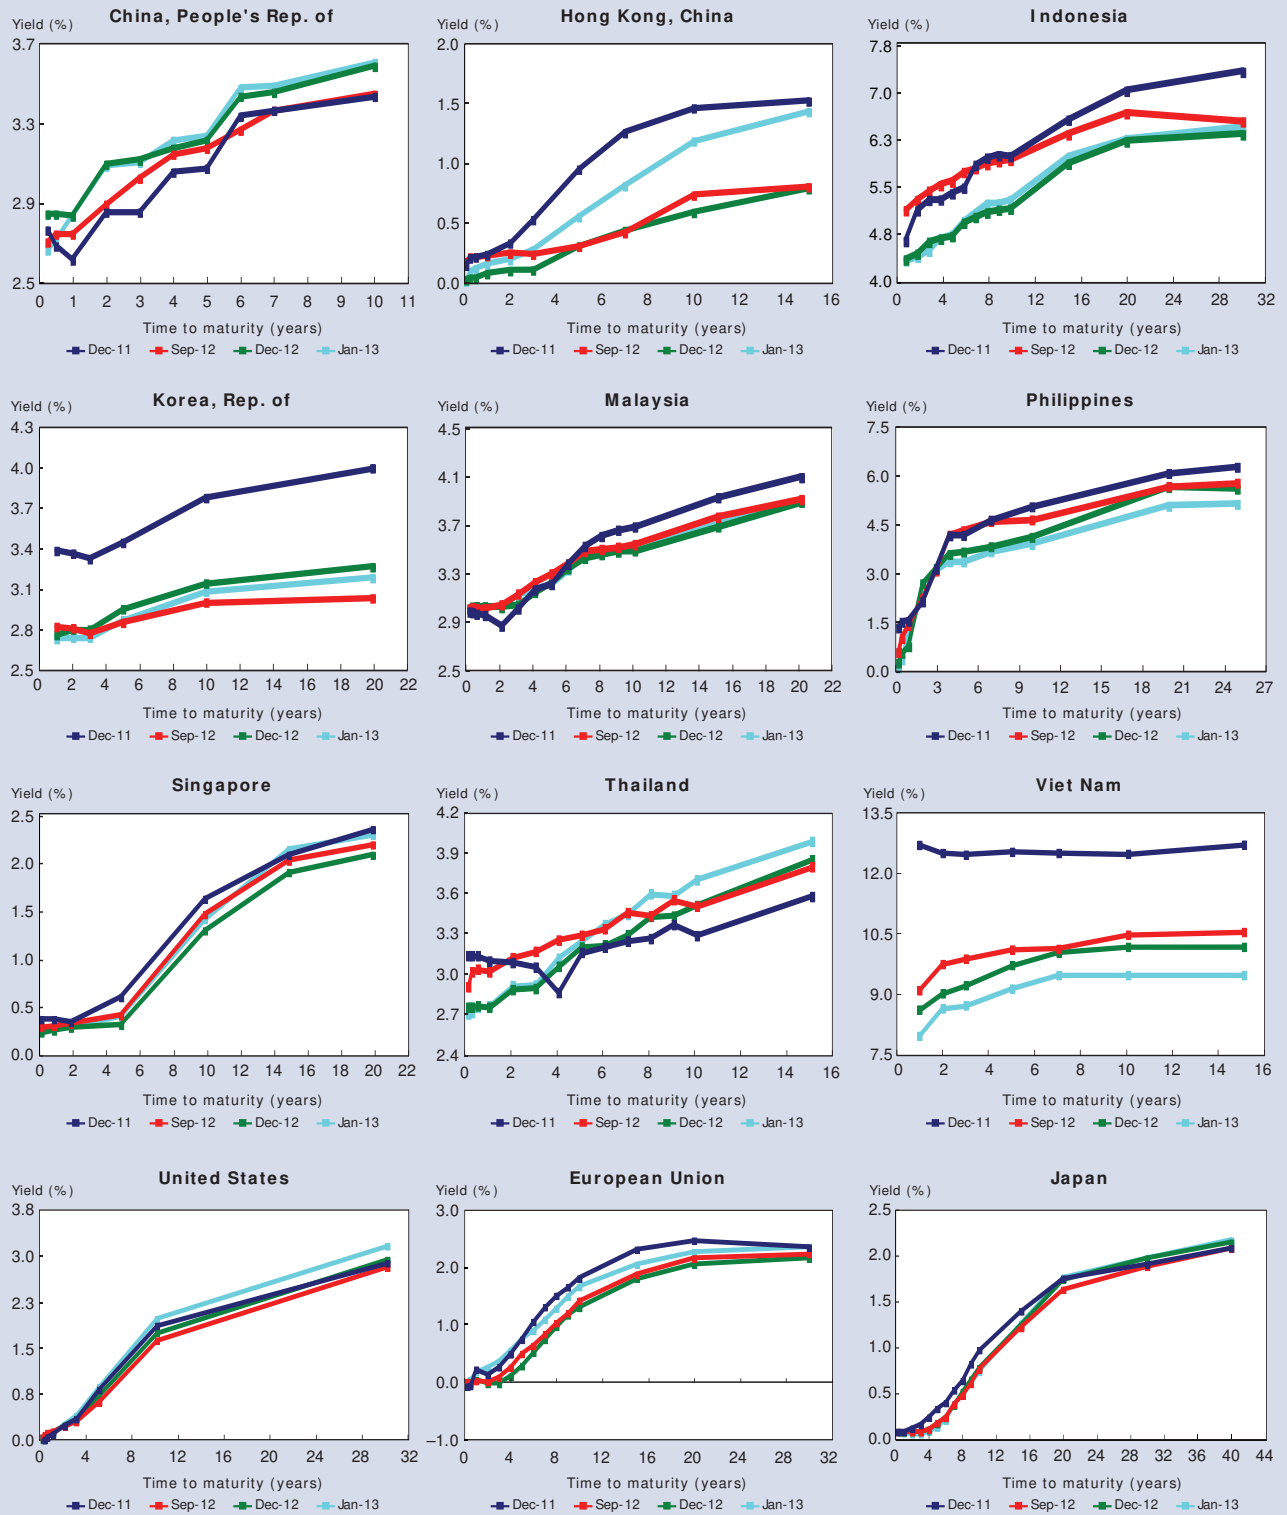 China, People's Rep. of
Yield (%)
3.7
3.3
2.9
2.5
0 1 2 3 4 5 6 7 8 9 10 11
Time to maturity (years)
Dec-11 Sep-12 Dec-12 Jan-13
Hong Kong, China
Yield (%)
2.0
1.5
1.0
0.5
0.0
0 2 4 6 8 10 12 14 16
Time to maturity (years)
Dec-11 Sep-12 Dec-12 Jan-13
Indonesia
Yield (%)
7.8
7.0
6.3
5.5
4.8
4.0
0 4 8 12 16 20 24 28 32
Time to maturity (years)
Dec-11 Sep-12 Dec-12 Jan-13
Korea, Rep. of
Yield (%)
4.3
4.0
3.7
3.4
3.1
2.8
2.5
0 2 4 6 8 10 12 14 16 18 20 22
Time to maturity (years)
Dec-11 Sep-12 Dec-12 Jan-13
Malaysia
Yield (%)
4.5
4.1
3.7
3.3
2.9
2.5
0 2 4 6 8 10 12 14 16 18 20 22
Time to maturity (years)
Dec-11 Sep-12 Dec-12 Jan-13
Philippines
Yield (%)
7.5
6.0
4.5
3.0
1.5
0.0
0 3 6 9 12 15 18 21 24 27
Time to maturity (years)
Dec-11 Sep-12 Dec-12 Jan-13
Singapore
Yield (%)
2.5
2.0
1.5
1.0
0.5
0.0
0 2 4 6 8 10 12 14 16 18 20 22
Time to maturity (years)
Dec-11 Sep-12 Dec-12 Jan-13
Thailand
Yield (%)
4.2
3.9
3.6
3.3
3.0
2.7
2.4
0 2 4 6 8 10 12 14 16
Time to maturity (years)
Dec-11 Sep-12 Dec-12 Jan-13
Viet Nam
Yield (%)
13.5
12.0
10.5
9.0
7.5
0 2 4 6 8 10 12 14 16
Time to maturity (years)
Dec-11 Sep-12 Dec-12 Jan-13
United States
Yield (%)
3.8
3.0
2.3
1.5
0.8
0.0
0 4 8 12 16 20 24 28 32
Time to maturity (years)
Dec-11 Sep-12 Dec-12 Jan-13
European Union
Yield (%)
3.0
2.0
1.0
0.0
–1.0
0 4 8 12 16 20 24 28 32
Time to maturity (years)
Dec-11 Sep-12 Dec-12 Jan-13
Japan
Yield (%)
2.5
2.0
1.5
1.0
0.5
0.0
0 4 8 12 16 20 24 28 32 36 40 44
Time to maturity (years)
Dec-11 Sep-12 Dec-12 Jan-13